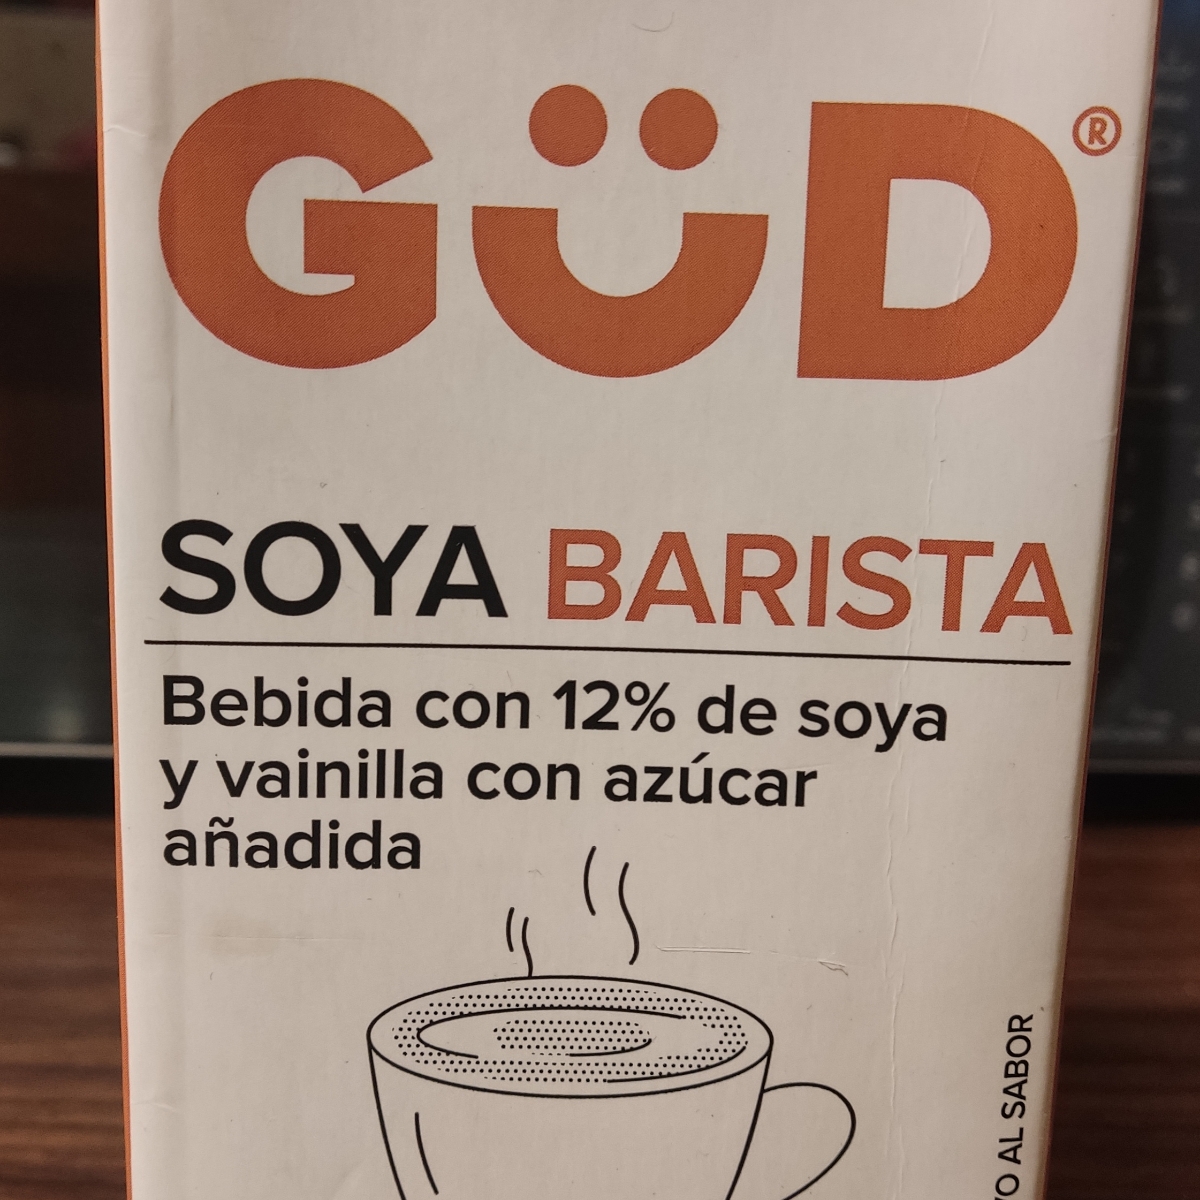 GÜD®
SOYA BARISTA
Bebida con 12% de soya
y vainilla con azúcar
añadida
AL SABOR